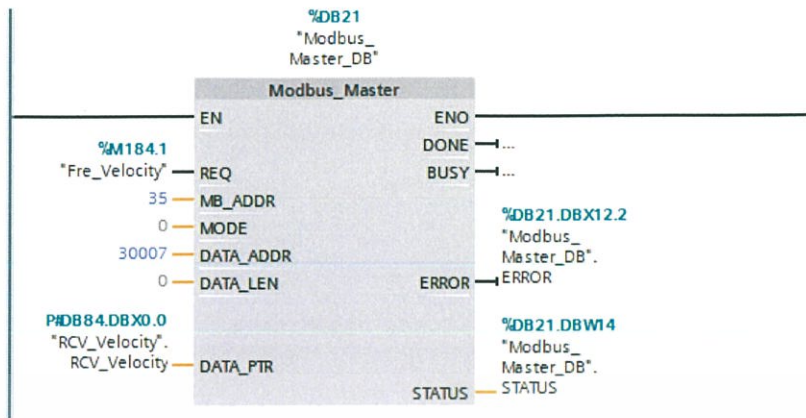 %DB21
"Modbus_
Master_DB"
Modbus_Master
EN
ENO
DONE
...
%M184.1
"Fre_Velocity"
REQ
BUSY
...
35
MB_ADDR
0
MODE
30007
DATA_ADDR
0
DATA_LEN
%DB21.DBX12.2
"Modbus_
Master_DB".
ERROR
ERROR
P#DB84.DBX0.0
"RCV_Velocity".
RCV_Velocity
DATA_PTR
%DB21.DBW14
"Modbus_
Master_DB".
STATUS
STATUS